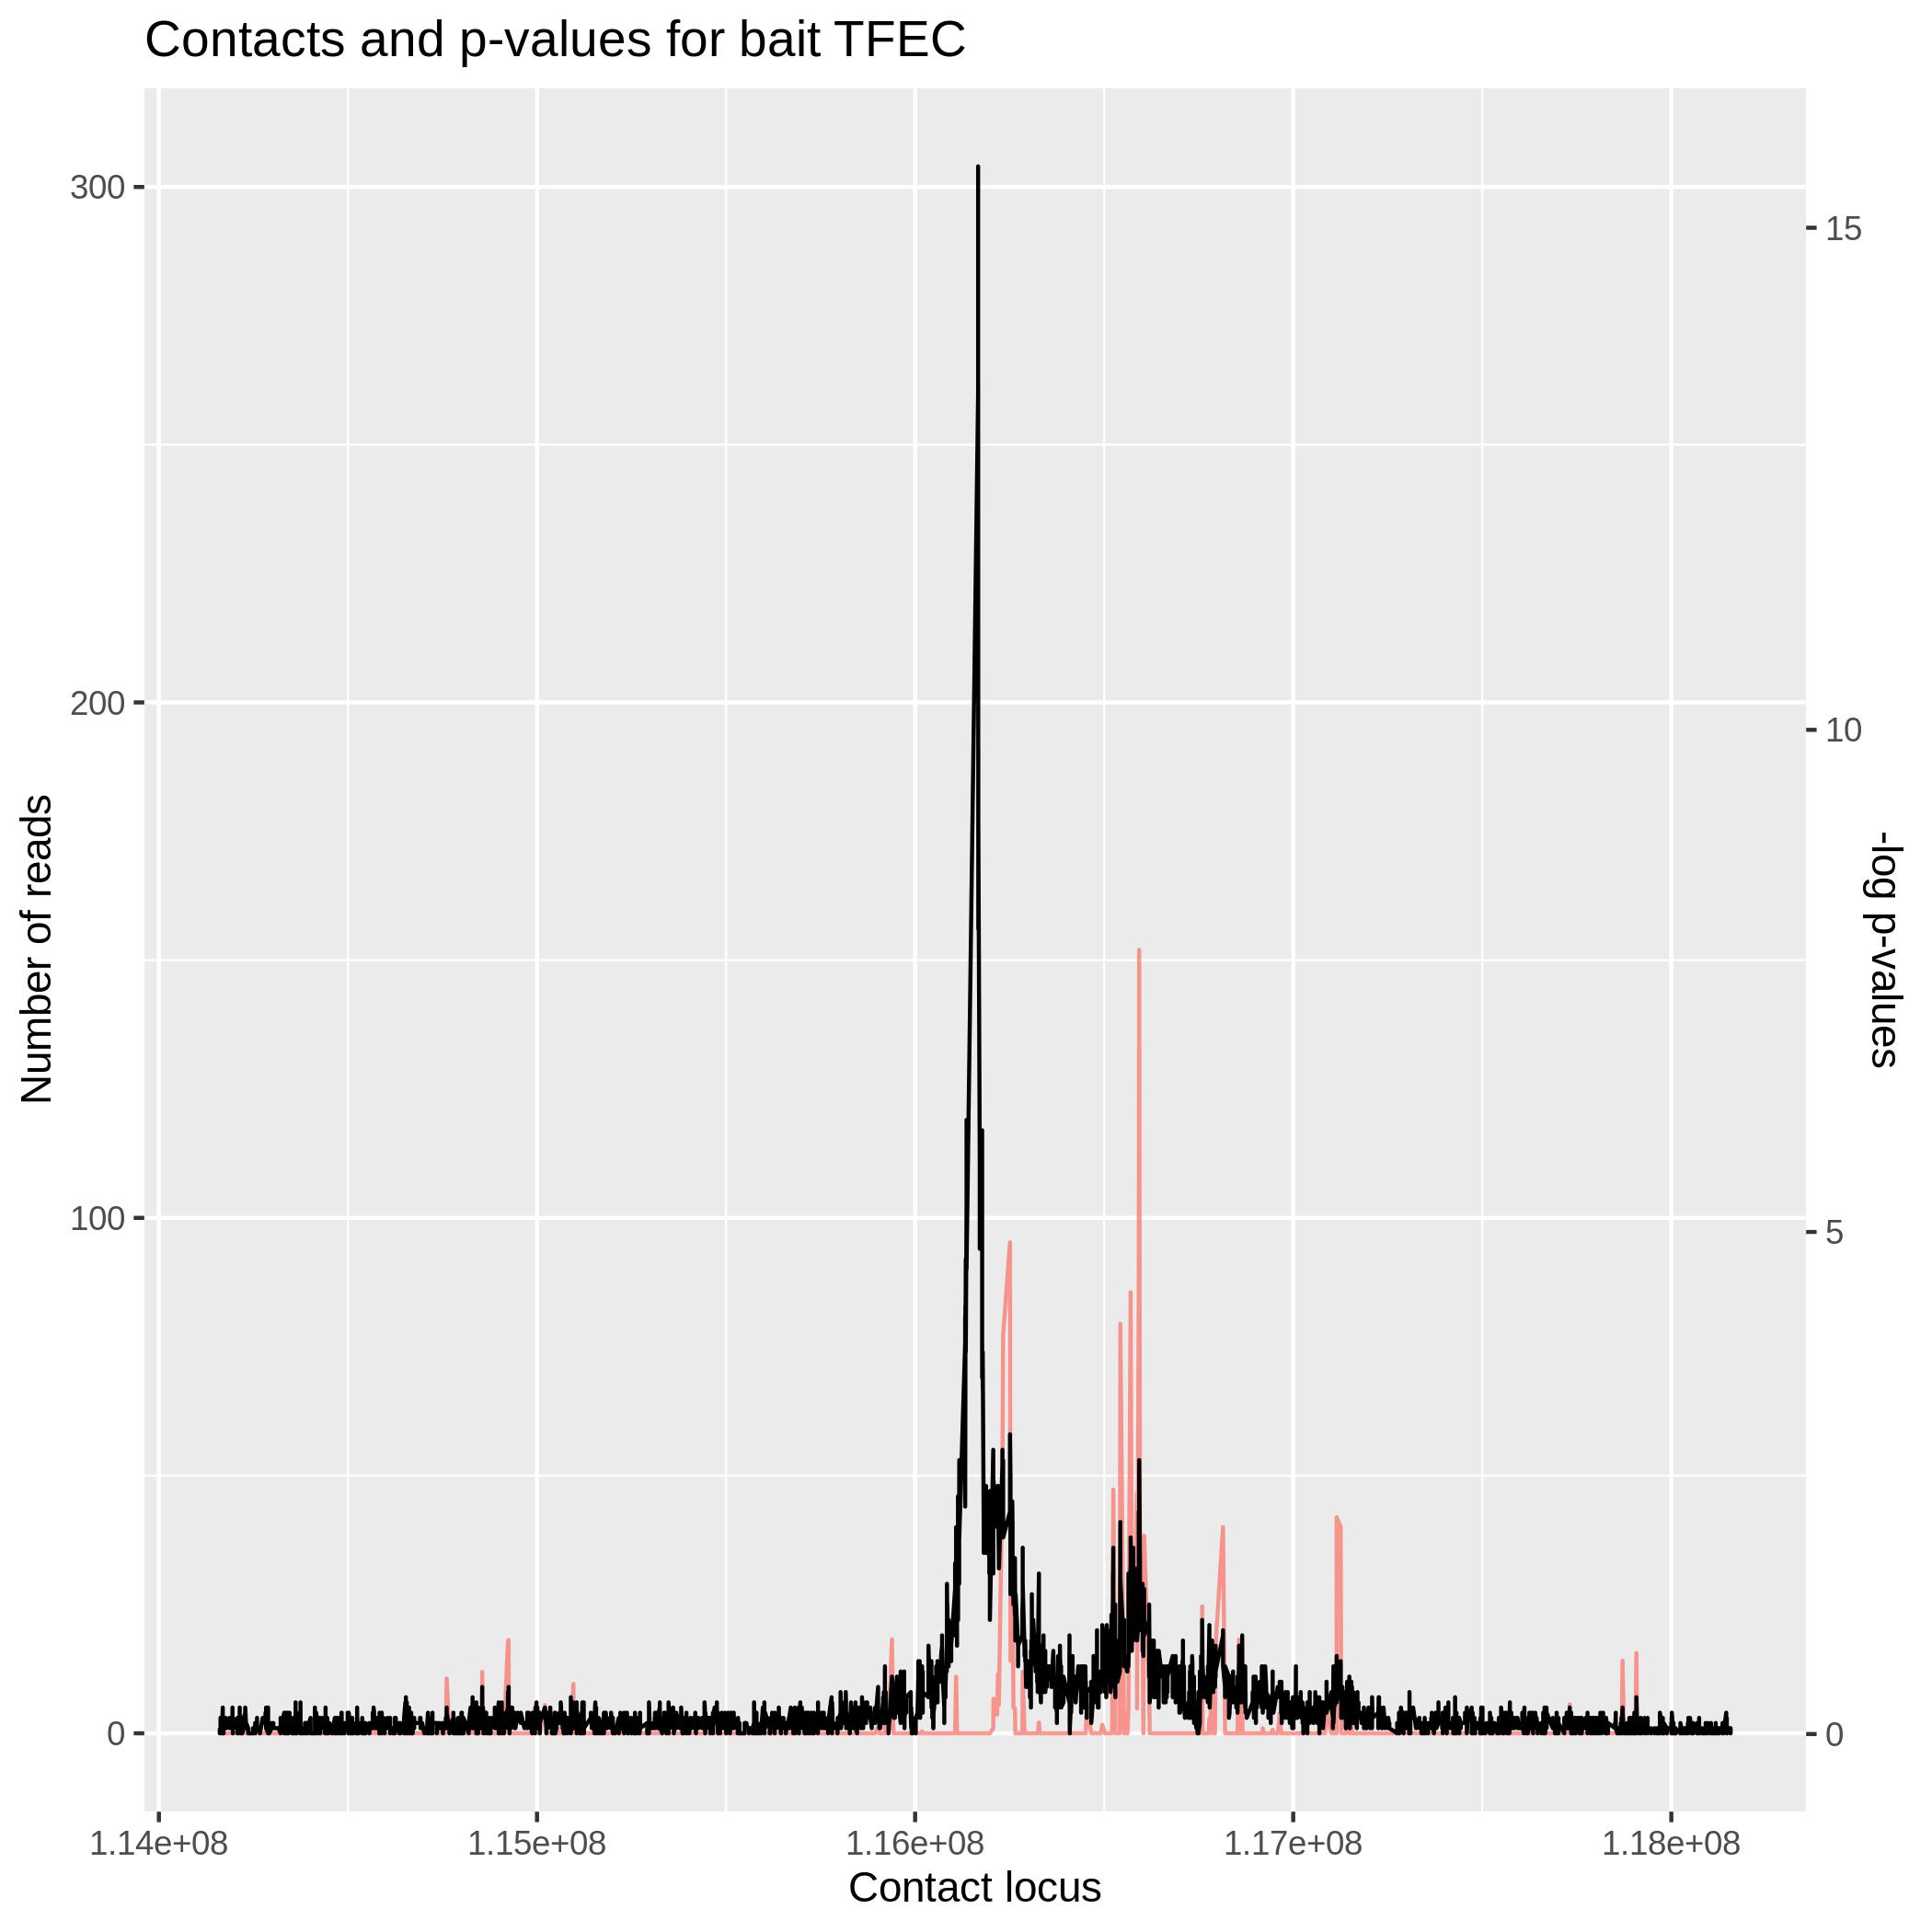 Contacts and p-values for bait TFEC
300
200
100
0
Number of reads
15
10
5
0
-log p-values
1.14e+08 1.15e+08 1.16e+08 1.17e+08 1.18e+08
Contact locus